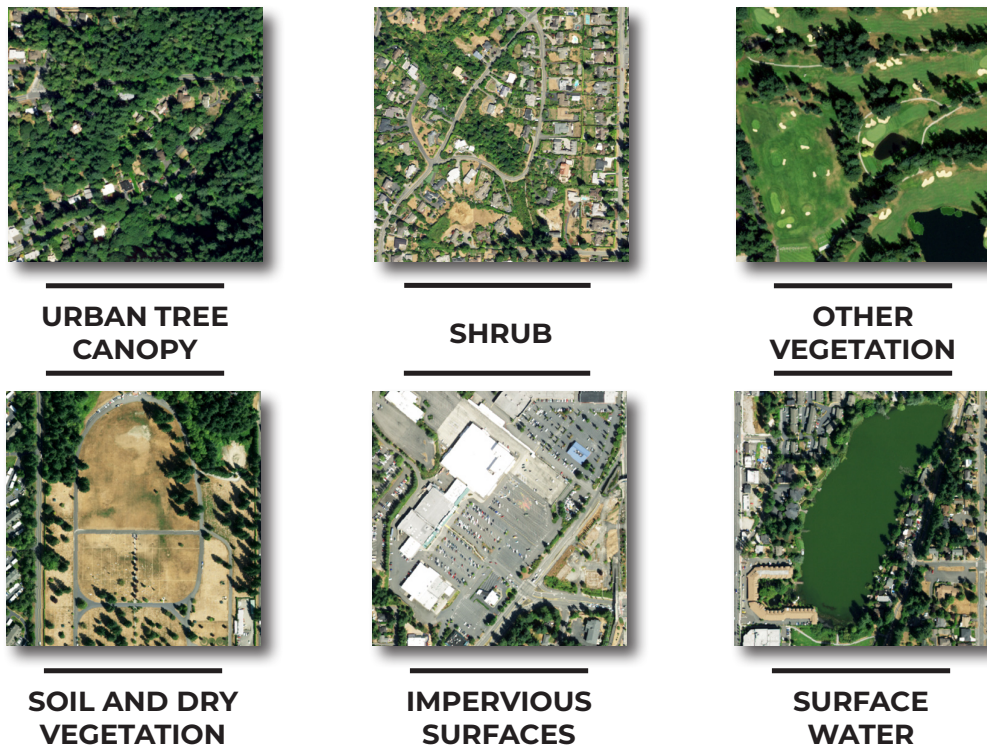 URBAN TREE
CANOPY
SHRUB
OTHER
VEGETATION
SOIL AND DRY
VEGETATION
IMPERVIOUS
SURFACES
SURFACE
WATER